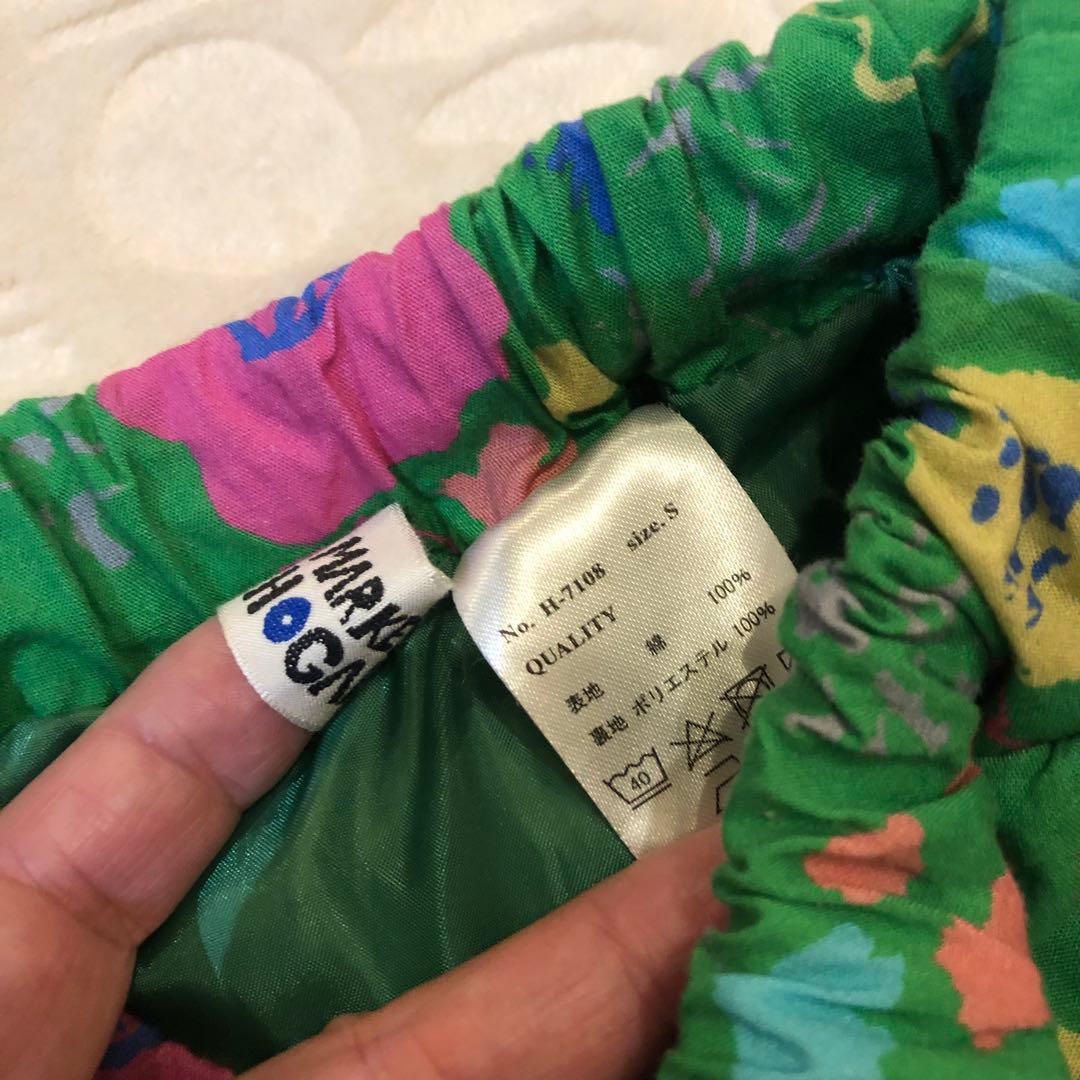 MARKE
HOGA
No. H-7108 size. S
QUALITY
表地 綿 100%
裏地 ポリエステル 100%
40